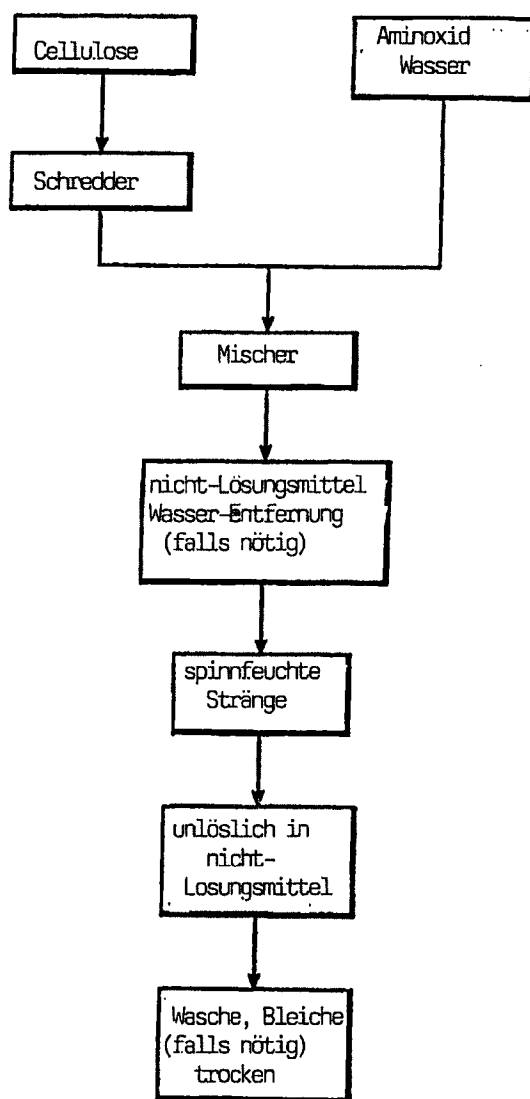 Cellulose
Aminoxid
Wasser
Schredder
Mischer
nicht-Lösungsmittel
Wasser-Entfernung
(falls nötig)
spinnfeuchte
Stränge
unlöslich in
nicht-
Losungsmittel
Wasche, Bleiche
(falls nötig)
trocken